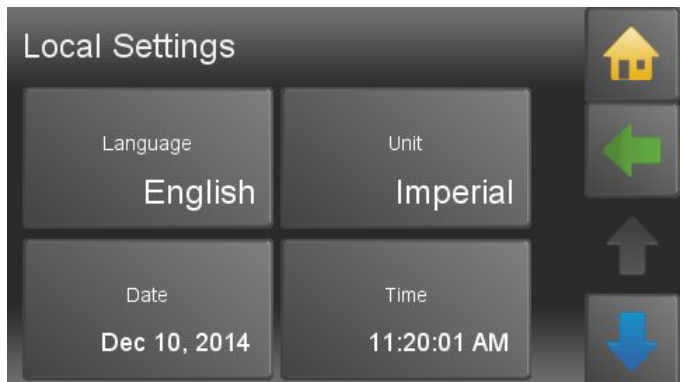 Local Settings
Language
English
Unit
Imperial
Date
Dec 10, 2014
Time
11:20:01 AM